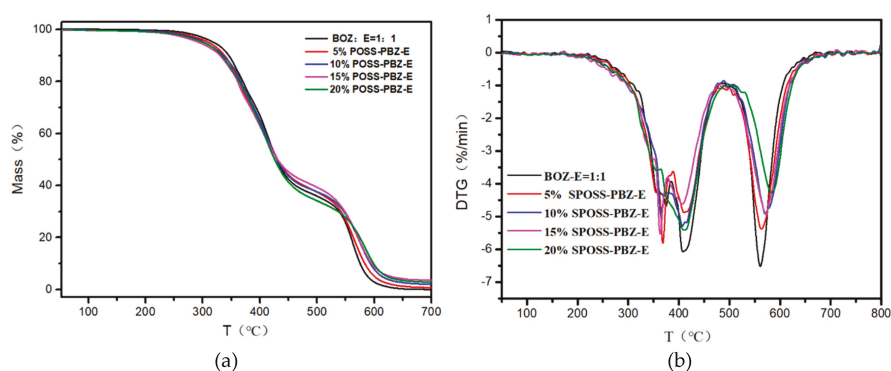 100
80
60
40
20
0
Mass (%)
BOZ：E=1：1
5% POSS-PBZ-E
10% POSS-PBZ-E
15% POSS-PBZ-E
20% POSS-PBZ-E
100 200 300 400 500 600 700
T（℃）
(a)
1
0
-1
-2
-3
-4
-5
-6
-7
DTG（%/min）
BOZ-E=1:1
5% SPOSS-PBZ-E
10% SPOSS-PBZ-E
15% SPOSS-PBZ-E
20% SPOSS-PBZ-E
100 200 300 400 500 600 700 800
T（℃）
(b)